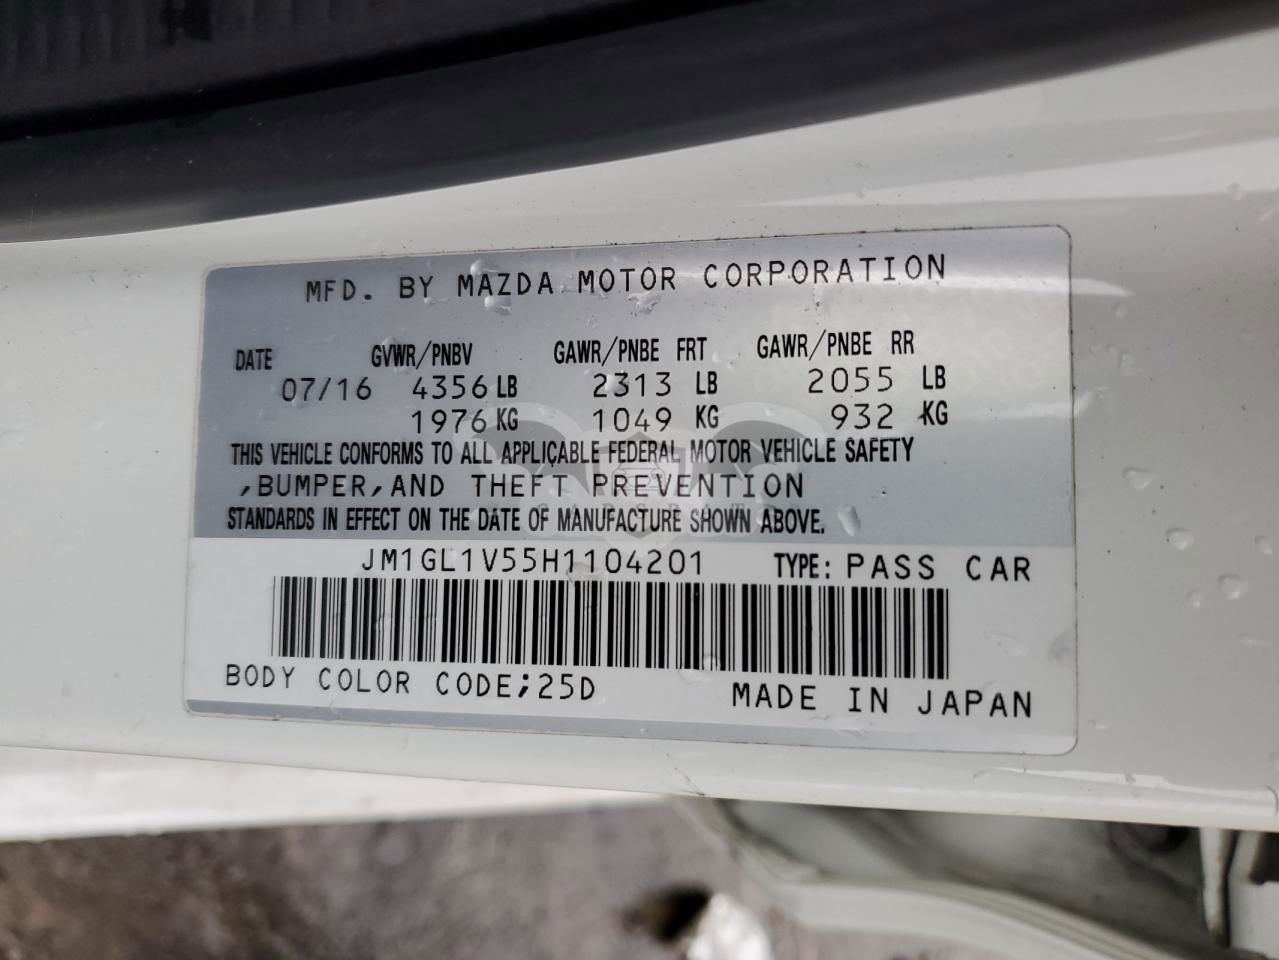 MFD. BY MAZDA MOTOR CORPORATION
DATE GVWR/PNBV GAWR/PNBE FRT GAWR/PNBE RR
07/16 4356 LB 2313 LB 2055 LB
1976 KG 1049 KG 932 KG
THIS VEHICLE CONFORMS TO ALL APPLICABLE FEDERAL MOTOR VEHICLE SAFETY
,BUMPER,AND THEFT PREVENTION
STANDARDS IN EFFECT ON THE DATE OF MANUFACTURE SHOWN ABOVE.
JM1GL1V55H1104201 TYPE: PASS CAR
BODY COLOR CODE;25D MADE IN JAPAN